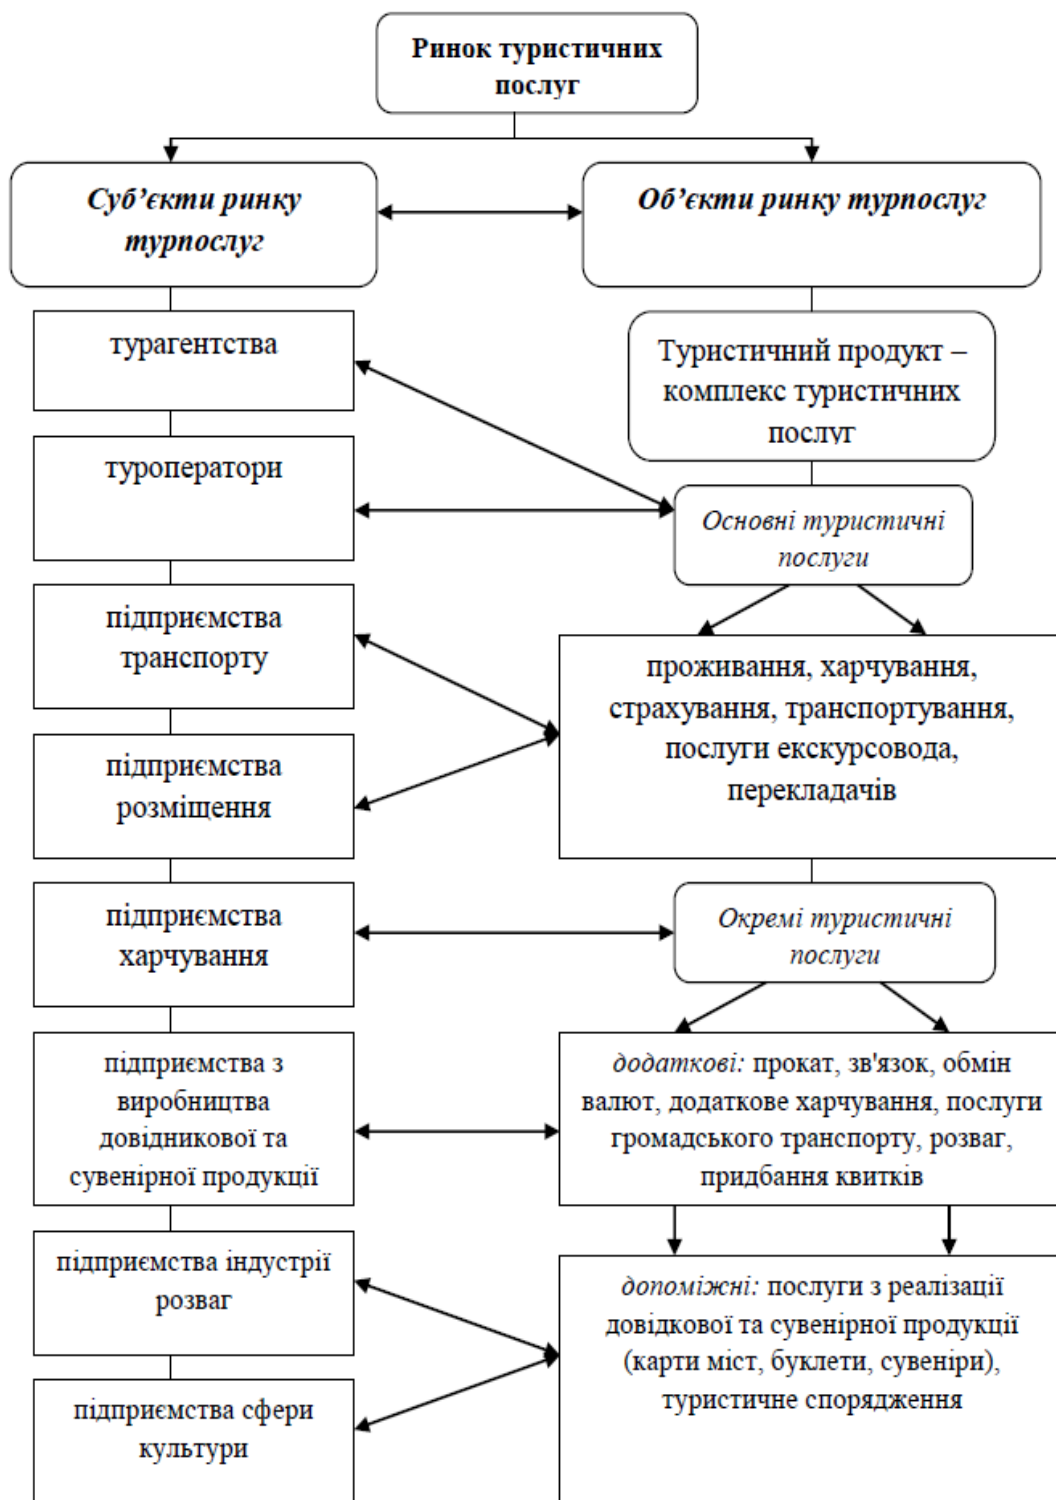 Ринок туристичних
послуг
Суб’єкти ринку
турпослуг
Об’єкти ринку турпослуг
турагентства
Туристичний продукт –
комплекс туристичних
послуг
туроператори
Основні туристичні
послуги
підприємства
транспорту
проживання, харчування,
страхування, транспортування,
послуги екскурсовода,
перекладачів
підприємства
розміщення
підприємства
харчування
Окремі туристичні
послуги
підприємства з
виробництва
довідникової та
сувенірної продукції
додаткові: прокат, зв'язок, обмін
валют, додаткове харчування, послуги
громадського транспорту, розваг,
придбання квитків
підприємства індустрії
розваг
допоміжні: послуги з реалізації
довідкової та сувенірної продукції
(карти міст, буклети, сувеніри),
туристичне спорядження
підприємства сфери
культури